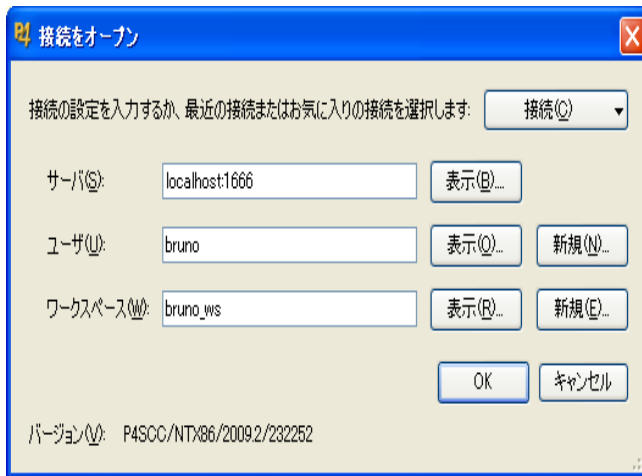 P4 接続をオープン
接続の設定を入力するか、最近の接続またはお気に入りの接続を選択します: 接続(C)
サーバ(S): localhost:1666 表示(B)...
ユーザ(U): bruno 表示(O)... 新規(N)...
ワークスペース(W): bruno_ws 表示(R)... 新規(E)...
OK キャンセル
バージョン(V): P4SCC/NTX86/2009.2/232252